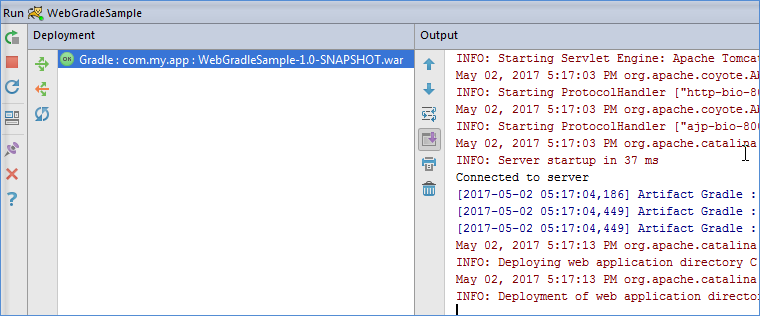 Run WebGradleSample
Deployment
Output
OK Gradle : com.my.app : WebGradleSample-1.0-SNAPSHOT.war
INFO: Starting Servlet Engine: Apache Tomca
May 02, 2017 5:17:03 PM org.apache.coyote.A
INFO: Starting ProtocolHandler ["http-bio-8
May 02, 2017 5:17:03 PM org.apache.coyote.A
INFO: Starting ProtocolHandler ["ajp-bio-800
May 02, 2017 5:17:03 PM org.apache.catalina
INFO: Server startup in 37 ms
Connected to server
[2017-05-02 05:17:04,186] Artifact Gradle :
[2017-05-02 05:17:04,449] Artifact Gradle :
[2017-05-02 05:17:04,449] Artifact Gradle :
May 02, 2017 5:17:13 PM org.apache.catalina
INFO: Deploying web application directory C
May 02, 2017 5:17:13 PM org.apache.catalina
INFO: Deployment of web application directo